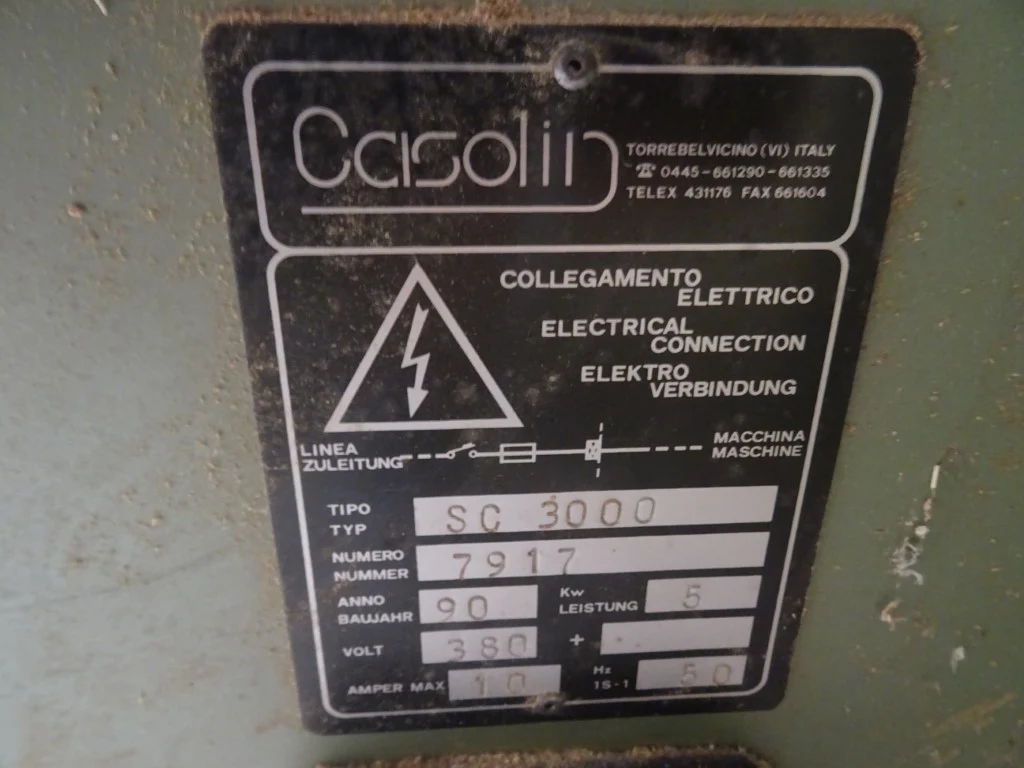 Casolin
TORREBELVICINO (VI) ITALY
☎ 0445-661290-661335
TELEX 431176 FAX 661604
COLLEGAMENTO
ELETTRICO
ELECTRICAL
CONNECTION
ELEKTRO
VERBINDUNG
LINEA
ZULEITUNG
MACCHINA
MASCHINE
TIPO
TYP
SC 3000
NUMERO
NUMMER
7917
ANNO
BAUJAHR
90
Kw
LEISTUNG
5
VOLT
380
+
AMPER MAX
10
Hz
1S-1
50